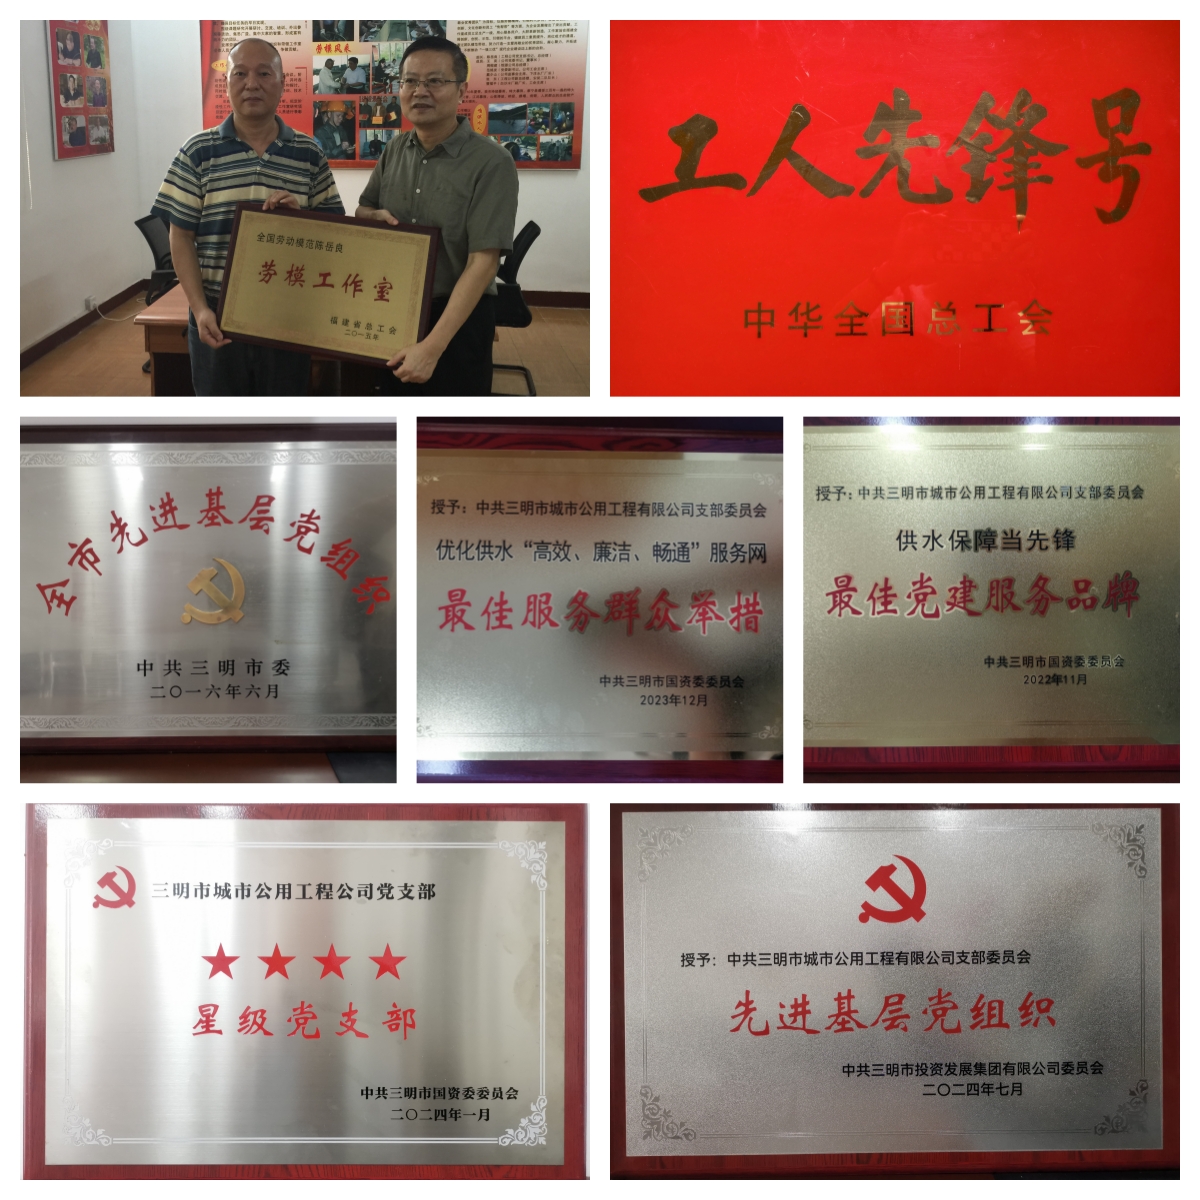 劳模风采
全国劳动模范陈岳良
劳模工作室
福建省总工会
二〇一五年
工人先锋号
中华全国总工会
全市先进基层党组织
中共三明市委
二〇一六年六月
授予：中共三明市城市公用工程有限公司支部委员会
优化供水“高效、廉洁、畅通”服务网
最佳服务群众举措
中共三明市国资委委员会
2023年12月
授予：中共三明市城市公用工程有限公司支部委员会
供水保障当先锋
最佳党建服务品牌
中共三明市国资委委员会
2022年11月
三明市城市公用工程公司党支部
星级党支部
中共三明市国资委委员会
二〇二四年一月
授予：中共三明市城市公用工程有限公司支部委员会
先进基层党组织
中共三明市投资发展集团有限公司委员会
二〇二四年七月